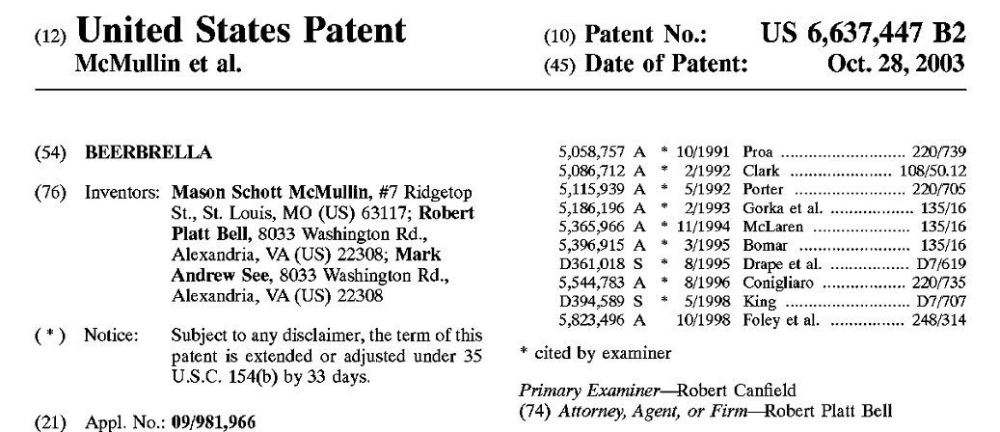 (12) United States Patent
McMullin et al.
(10) Patent No.: US 6,637,447 B2
(45) Date of Patent: Oct. 28, 2003
(54) BEERBRELLA
(76) Inventors: Mason Schott McMullin, #7 Ridgetop
St., St. Louis, MO (US) 63117; Robert
Platt Bell, 8033 Washington Rd.,
Alexandria, VA (US) 22308; Mark
Andrew See, 8033 Washington Rd.,
Alexandria, VA (US) 22308
( * ) Notice: Subject to any disclaimer, the term of this
patent is extended or adjusted under 35
U.S.C. 154(b) by 33 days.
(21) Appl. No.: 09/981,966
5,058,757 A * 10/1991 Proa .......................... 220/739
5,086,712 A * 2/1992 Clark ...................... 108/50.12
5,115,939 A * 5/1992 Porter ........................ 220/705
5,186,196 A * 2/1993 Gorka et al. ................. 135/16
5,365,966 A * 11/1994 McLaren .................... 135/16
5,396,915 A * 3/1995 Bomar ........................ 135/16
D361,018 S * 8/1995 Drape et al. ................. D7/619
5,544,783 A * 8/1996 Conigliaro .................. 220/735
D394,589 S * 5/1998 King .......................... D7/707
5,823,496 A 10/1998 Foley et al. ................ 248/314
* cited by examiner
Primary Examiner—Robert Canfield
(74) Attorney, Agent, or Firm—Robert Platt Bell